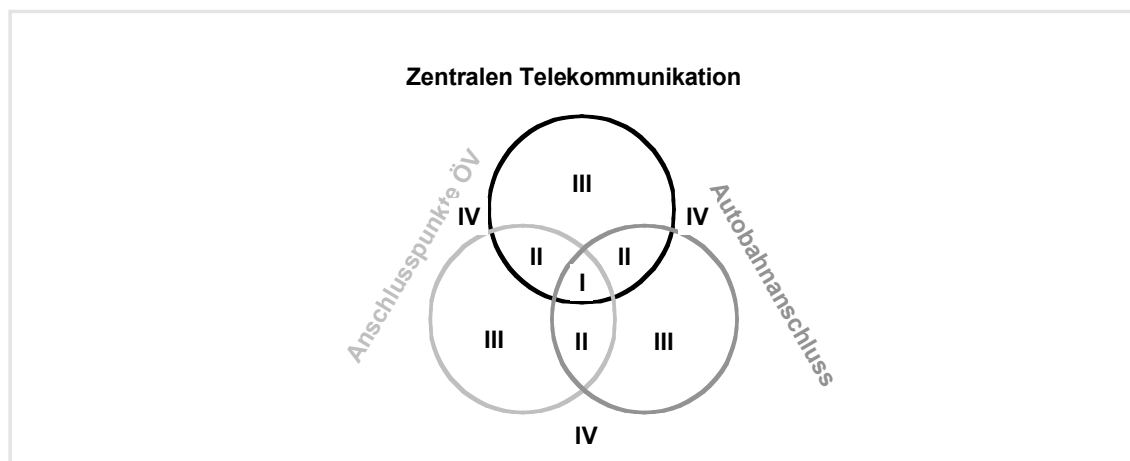 Zentralen Telekommunikation
Anschlusspunkte ÖV
Autobahnanschluss
III
IV
IV
II
II
I
III
II
III
IV